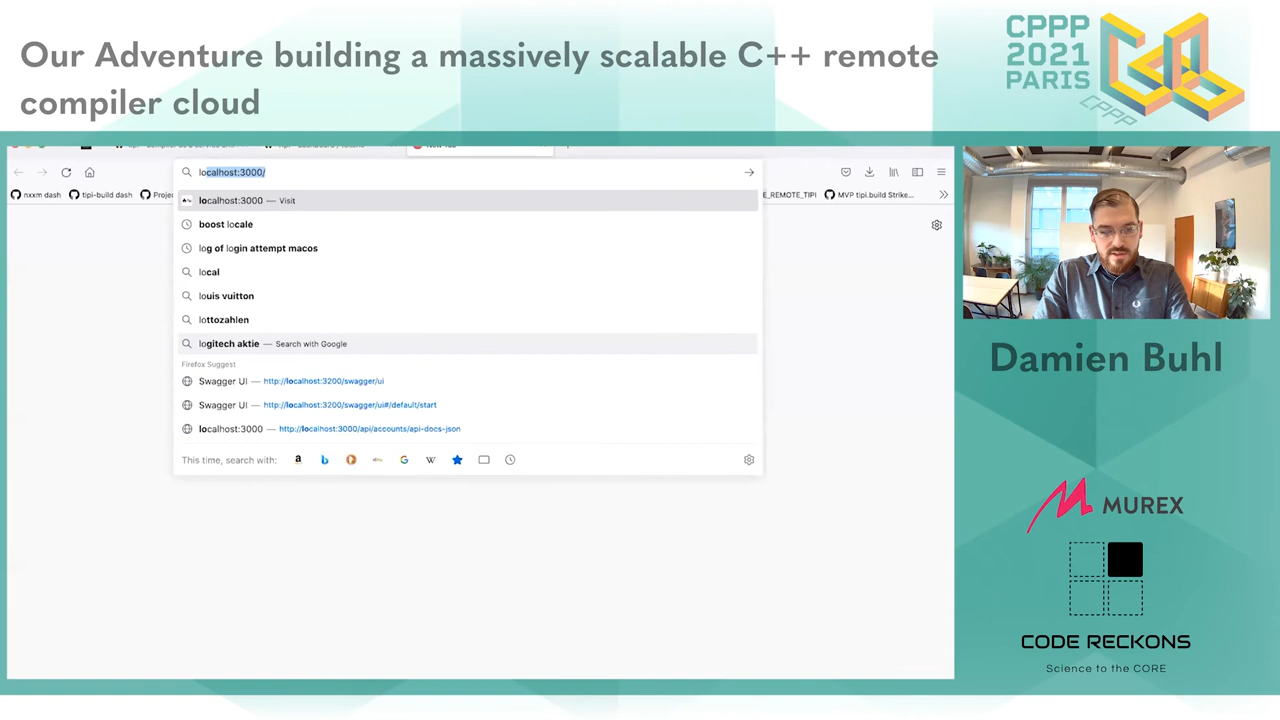 Our Adventure building a massively scalable C++ remote
compiler cloud
CPPP
2021
PARIS
CPPP
localhost:3000/
nxxm dash
tipi-build dash
Projec
E_REMOTE_TIPI
MVP tipi.build Strike...
localhost:3000 — Visit
boost locale
log of login attempt macos
local
louis vuitton
lottozahlen
logitech aktie — Search with Google
Firefox Suggest
Swagger UI — http://localhost:3200/swagger/ui
Swagger UI — http://localhost:3200/swagger/ui#/default/start
localhost:3000 — http://localhost:3000/api/accounts/api-docs-json
This time, search with:
Damien Buhl
MUREX
CODE RECKONS
Science to the CORE